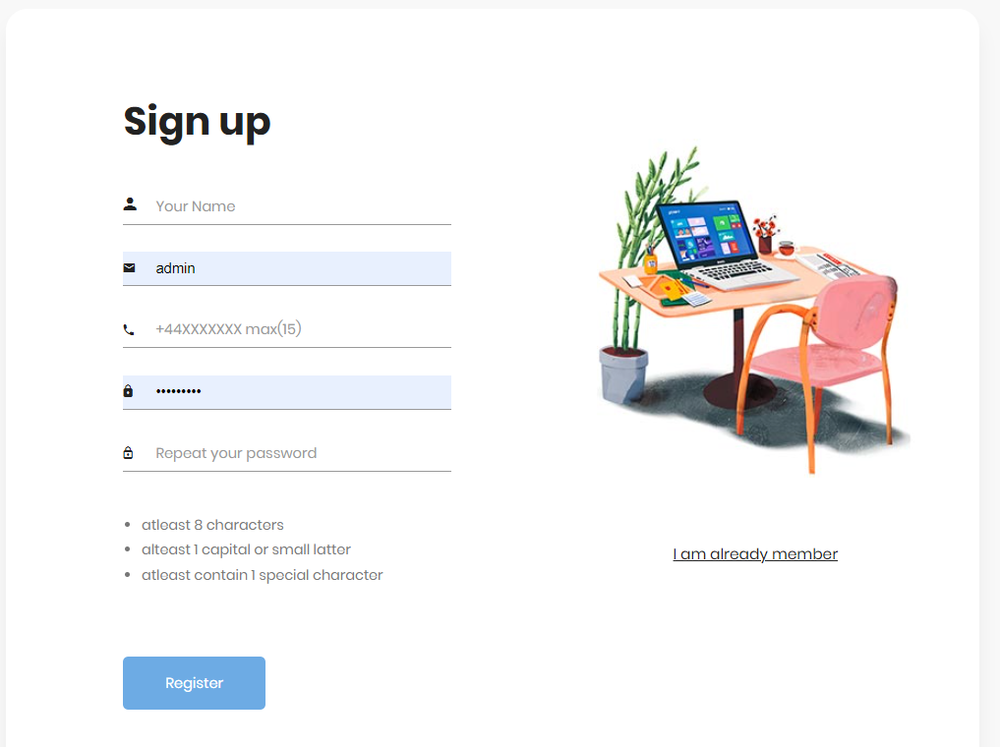 Sign up
Your Name
admin
+44XXXXXXX max(15)
•••••••••
Repeat your password
atleast 8 characters
alteast 1 capital or small latter
atleast contain 1 special character
I am already member
Register